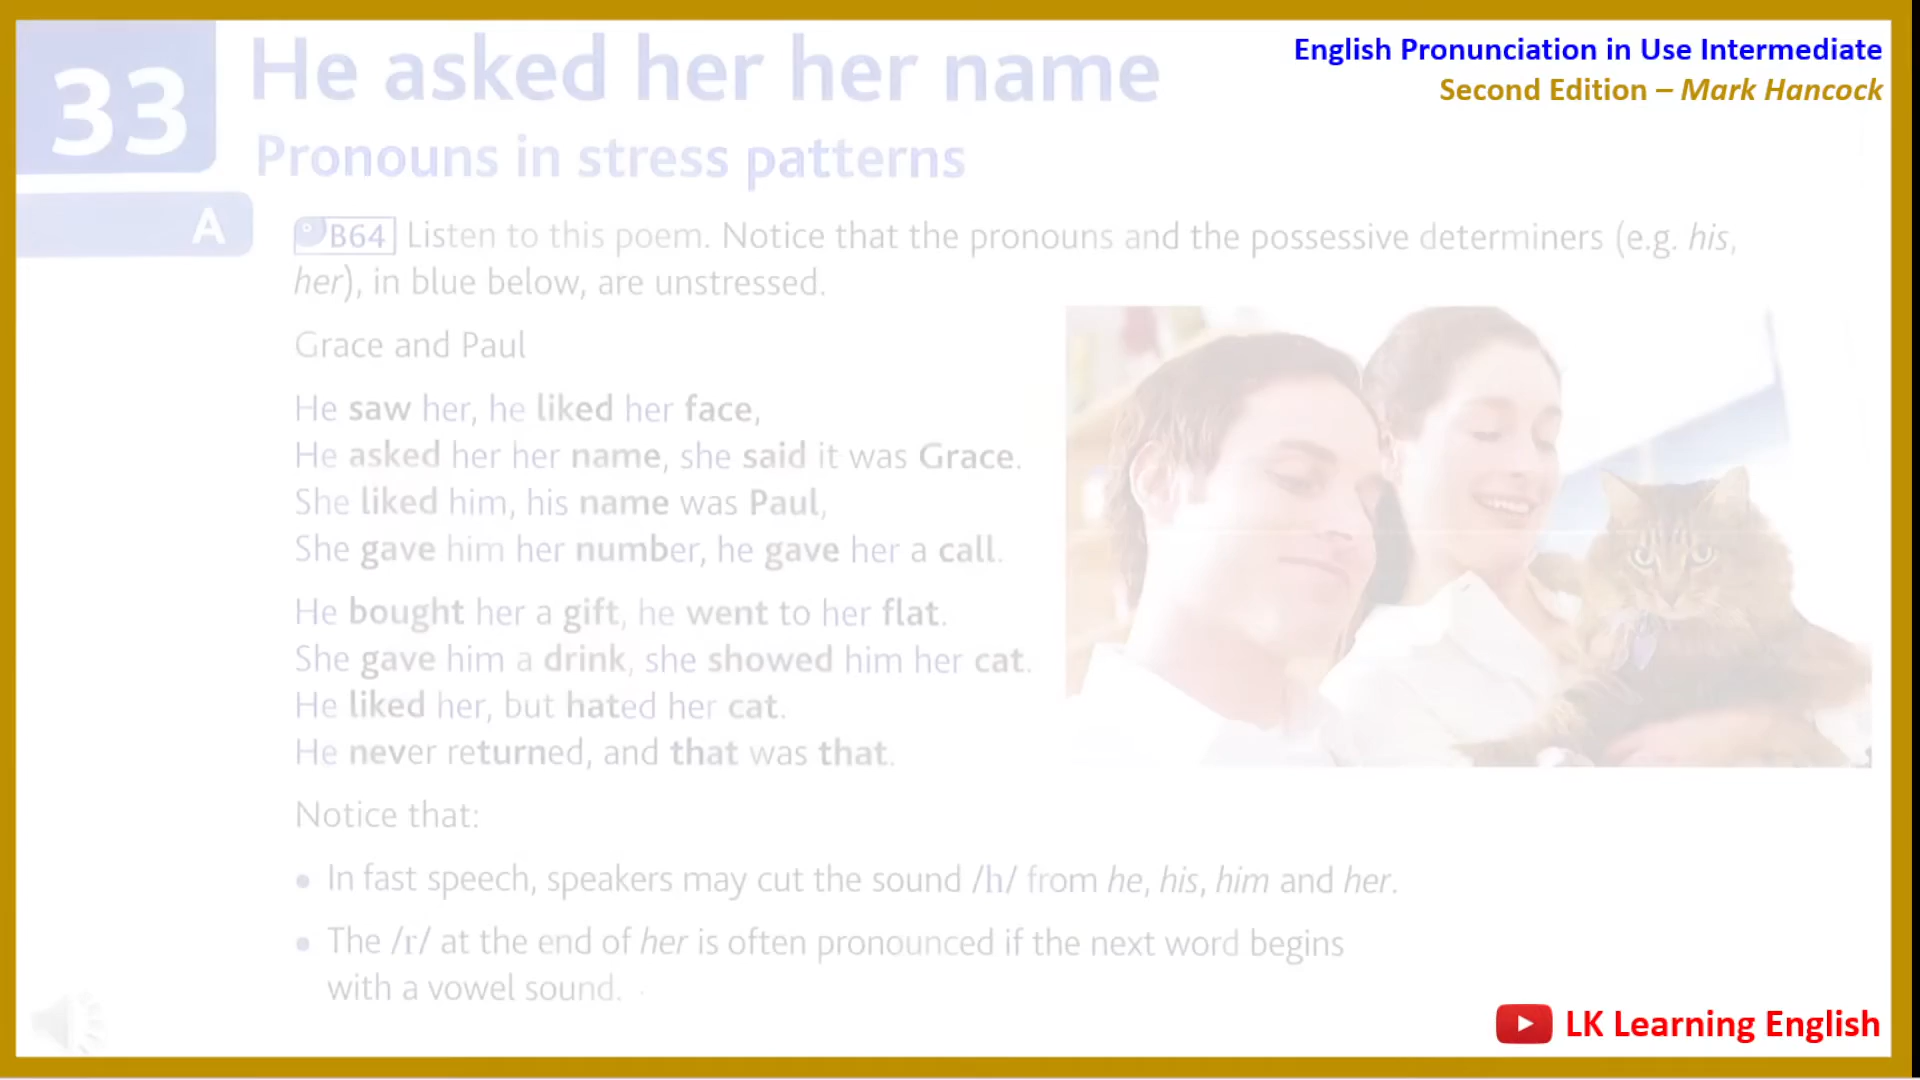 33
He asked her her name
Pronouns in stress patterns
English Pronunciation in Use Intermediate
Second Edition – Mark Hancock
A
B64 Listen to this poem. Notice that the pronouns and the possessive determiners (e.g. his,
her), in blue below, are unstressed.
Grace and Paul
He saw her, he liked her face,
He asked her her name, she said it was Grace.
She liked him, his name was Paul,
She gave him her number, he gave her a call.
He bought her a gift, he went to her flat.
She gave him a drink, she showed him her cat.
He liked her, but hated her cat.
He never returned, and that was that.
Notice that:
• In fast speech, speakers may cut the sound /h/ from he, his, him and her.
• The /r/ at the end of her is often pronounced if the next word begins
with a vowel sound.
LK Learning English